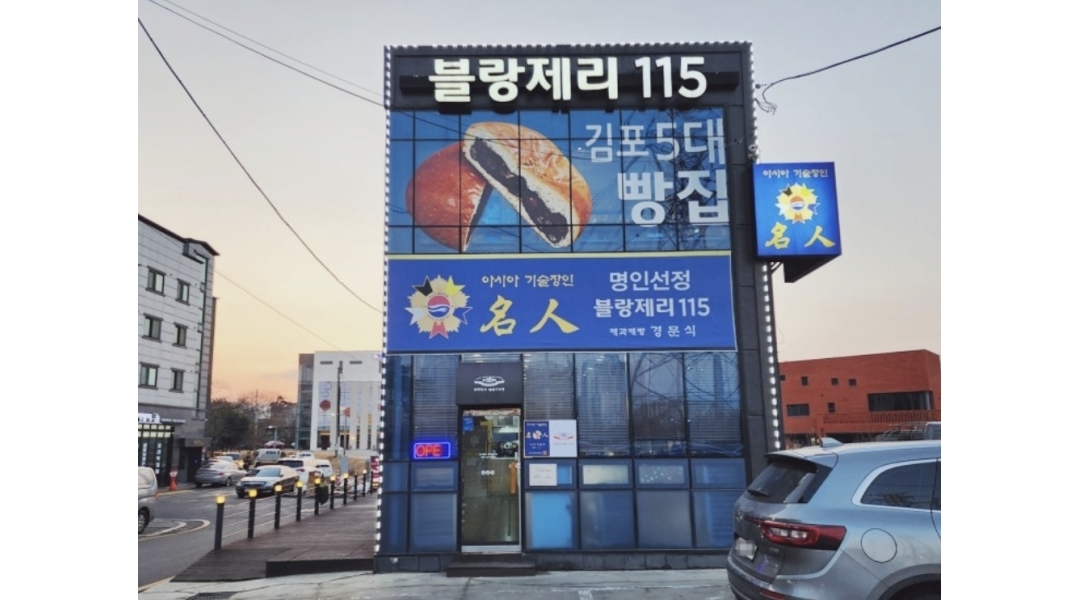 블랑제리 115
김포 5대
빵집
아시아 기술장인
名人
아시아 기술장인
名人
명인선정
블랑제리 115
제과제빵 경문식
OPE
名人